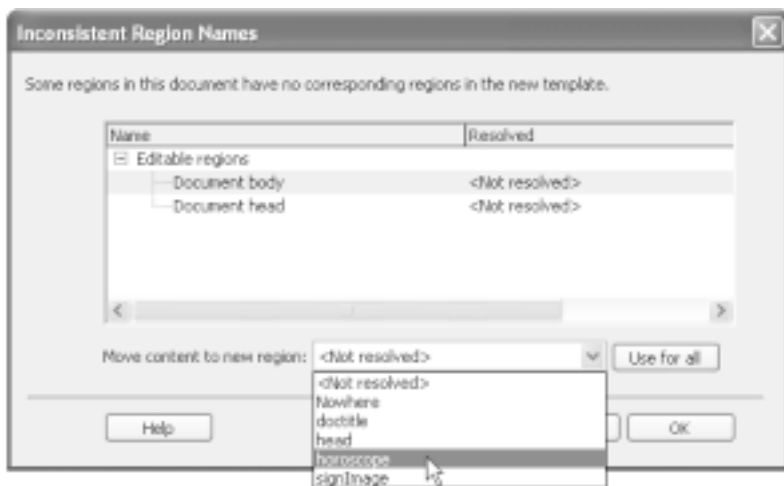 Inconsistent Region Names
Some regions in this document have no corresponding regions in the new template.
Name Resolved
Editable regions
Document body <Not resolved>
Document head <Not resolved>
Move content to new region: <Not resolved> Use for all
<Not resolved>
Nowhere
doctitle
head
horoscope
signImage
Help OK